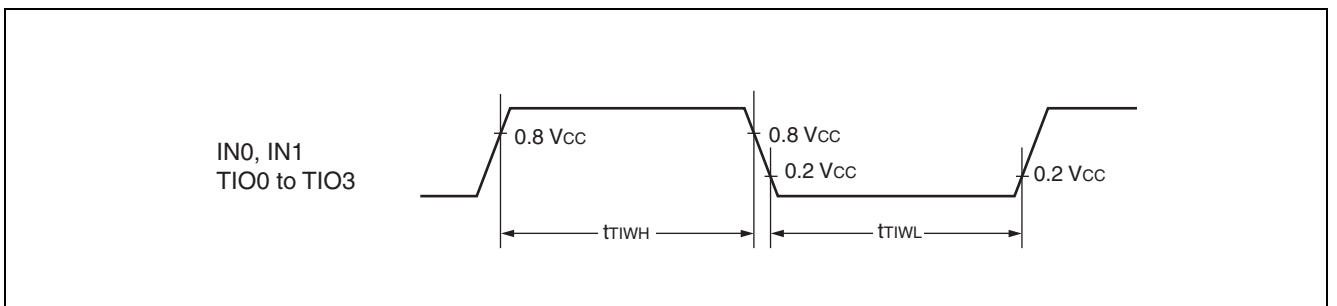 IN0, IN1
TIO0 to TIO3
0.8 VCC
0.8 VCC
0.2 VCC
0.2 VCC
tTIWH
tTIWL